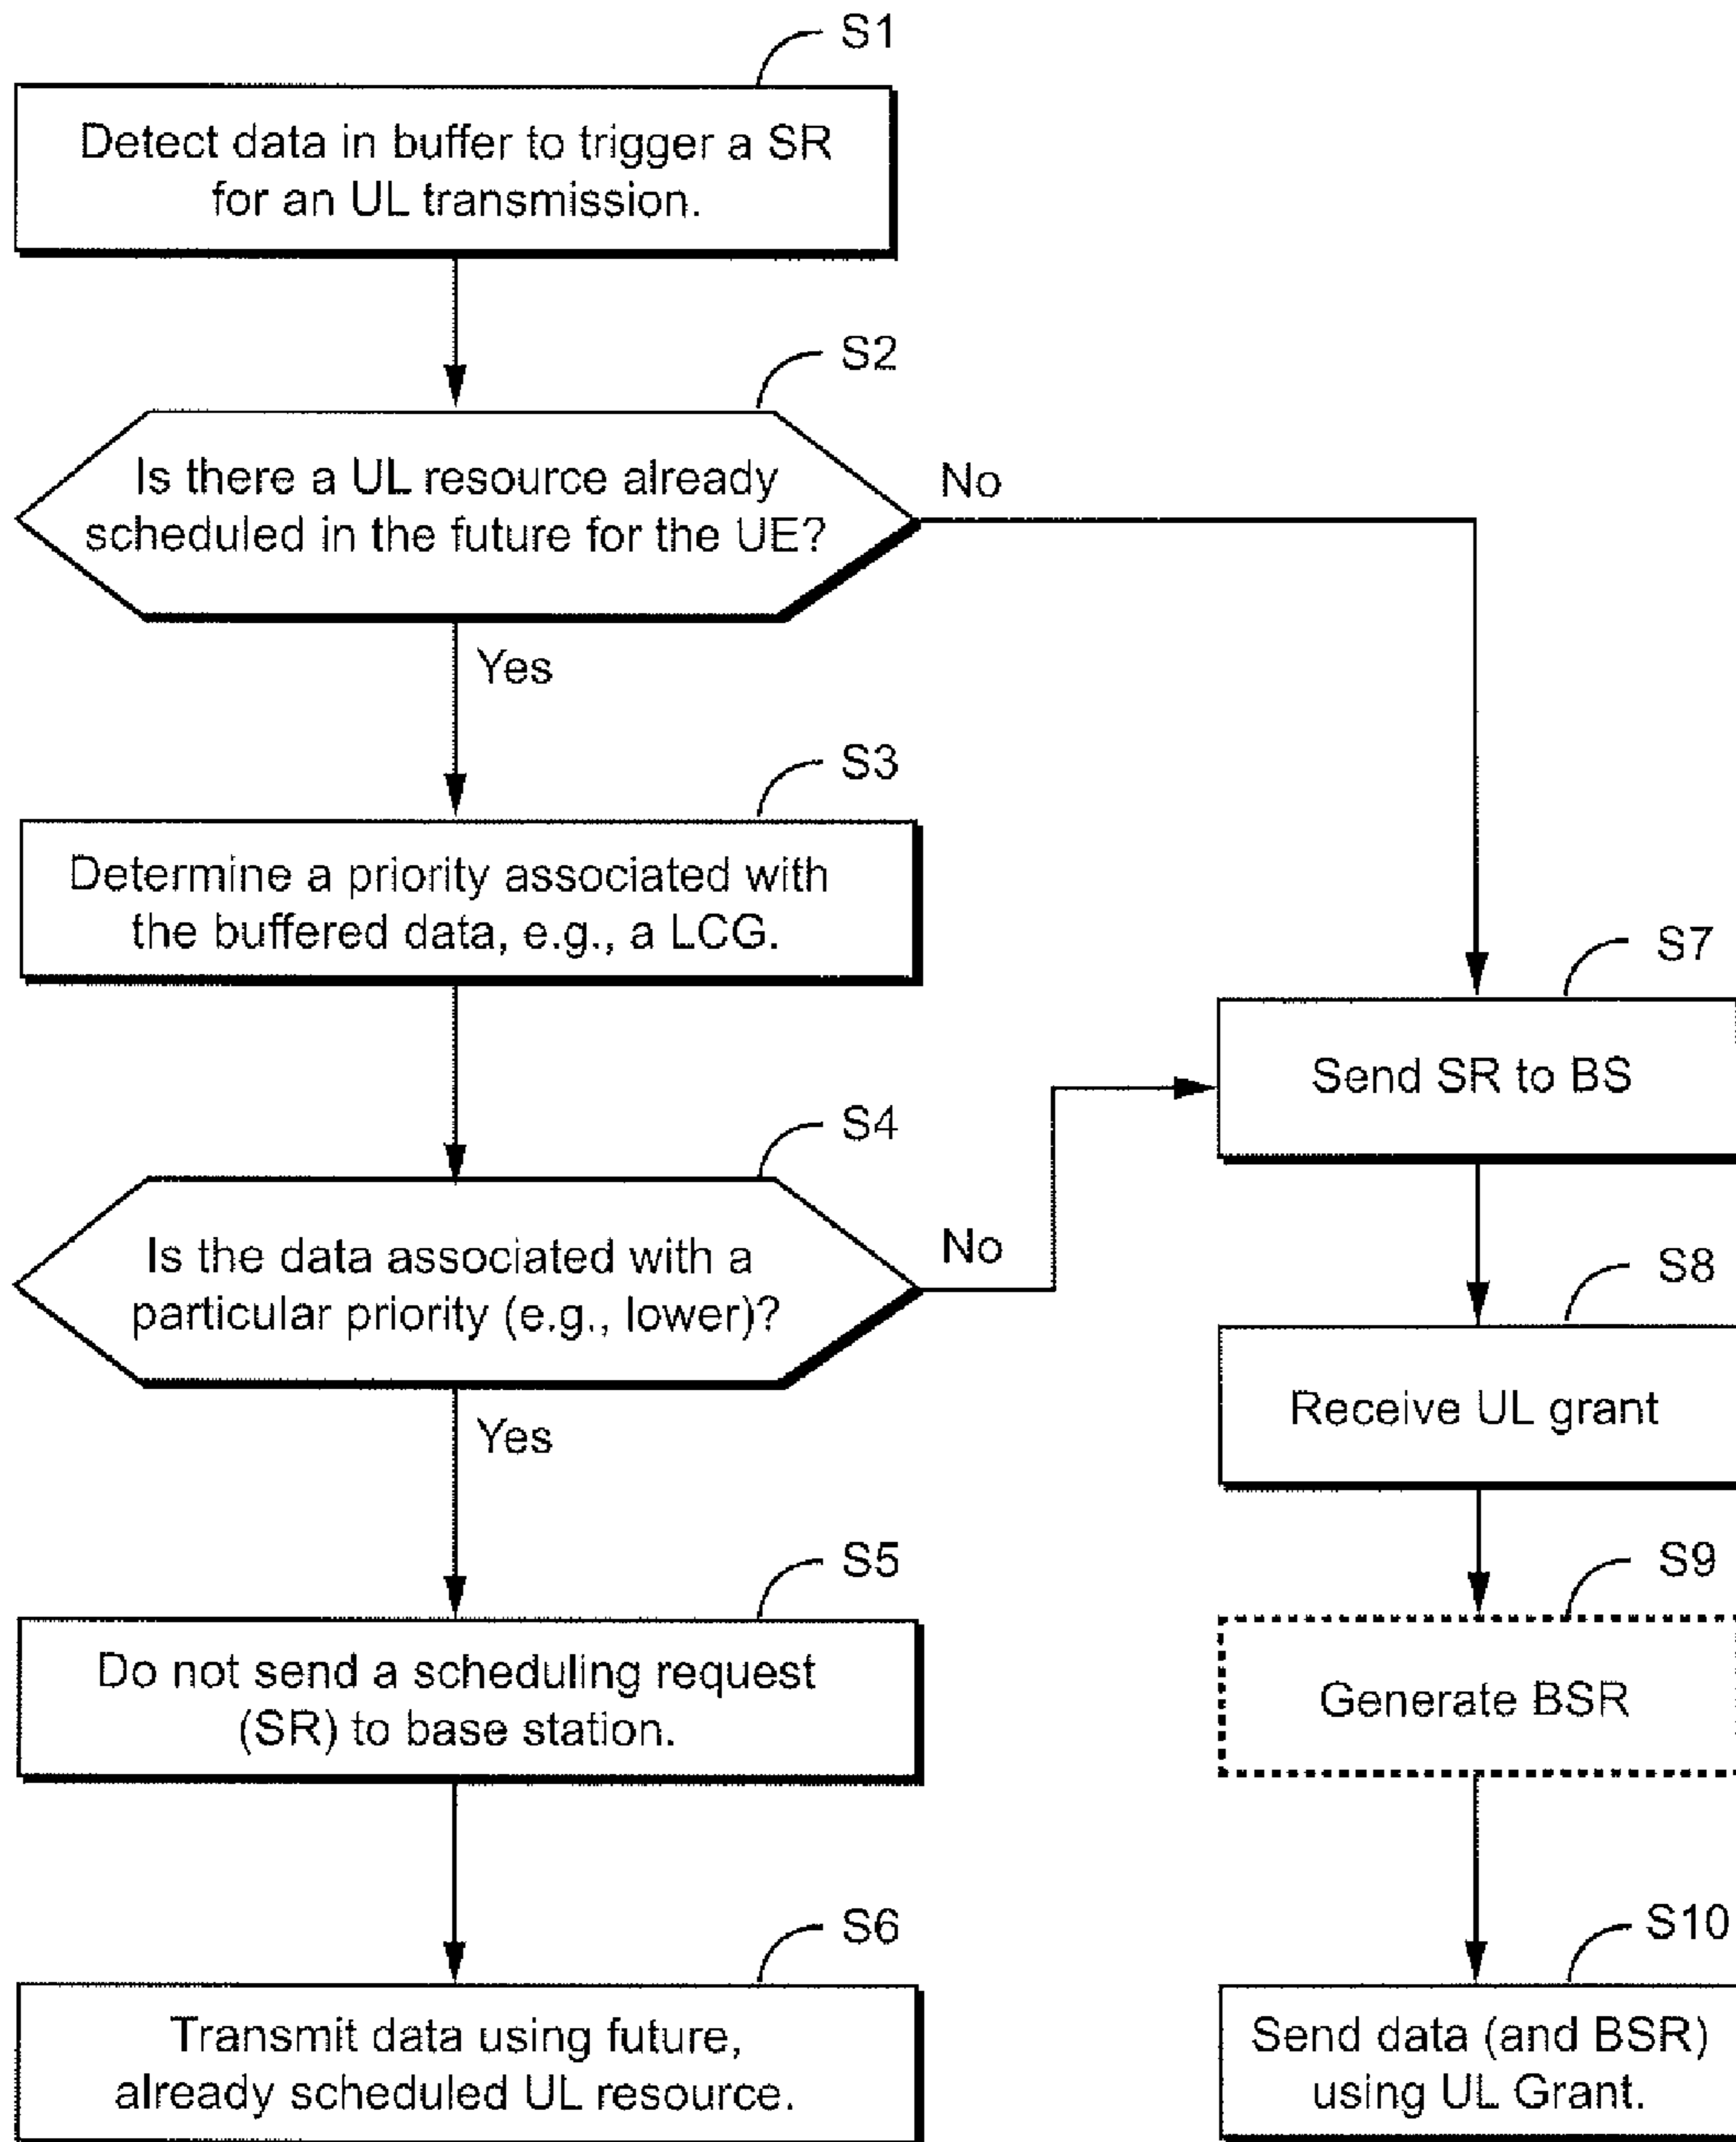 S1
Detect data in buffer to trigger a SR
for an UL transmission.
S2
Is there a UL resource already
scheduled in the future for the UE?
No
Yes
S3
Determine a priority associated with
the buffered data, e.g., a LCG.
S4
Is the data associated with a
particular priority (e.g., lower)?
No
Yes
S5
Do not send a scheduling request
(SR) to base station.
S6
Transmit data using future,
already scheduled UL resource.
S7
Send SR to BS
S8
Receive UL grant
S9
Generate BSR
S10
Send data (and BSR)
using UL Grant.